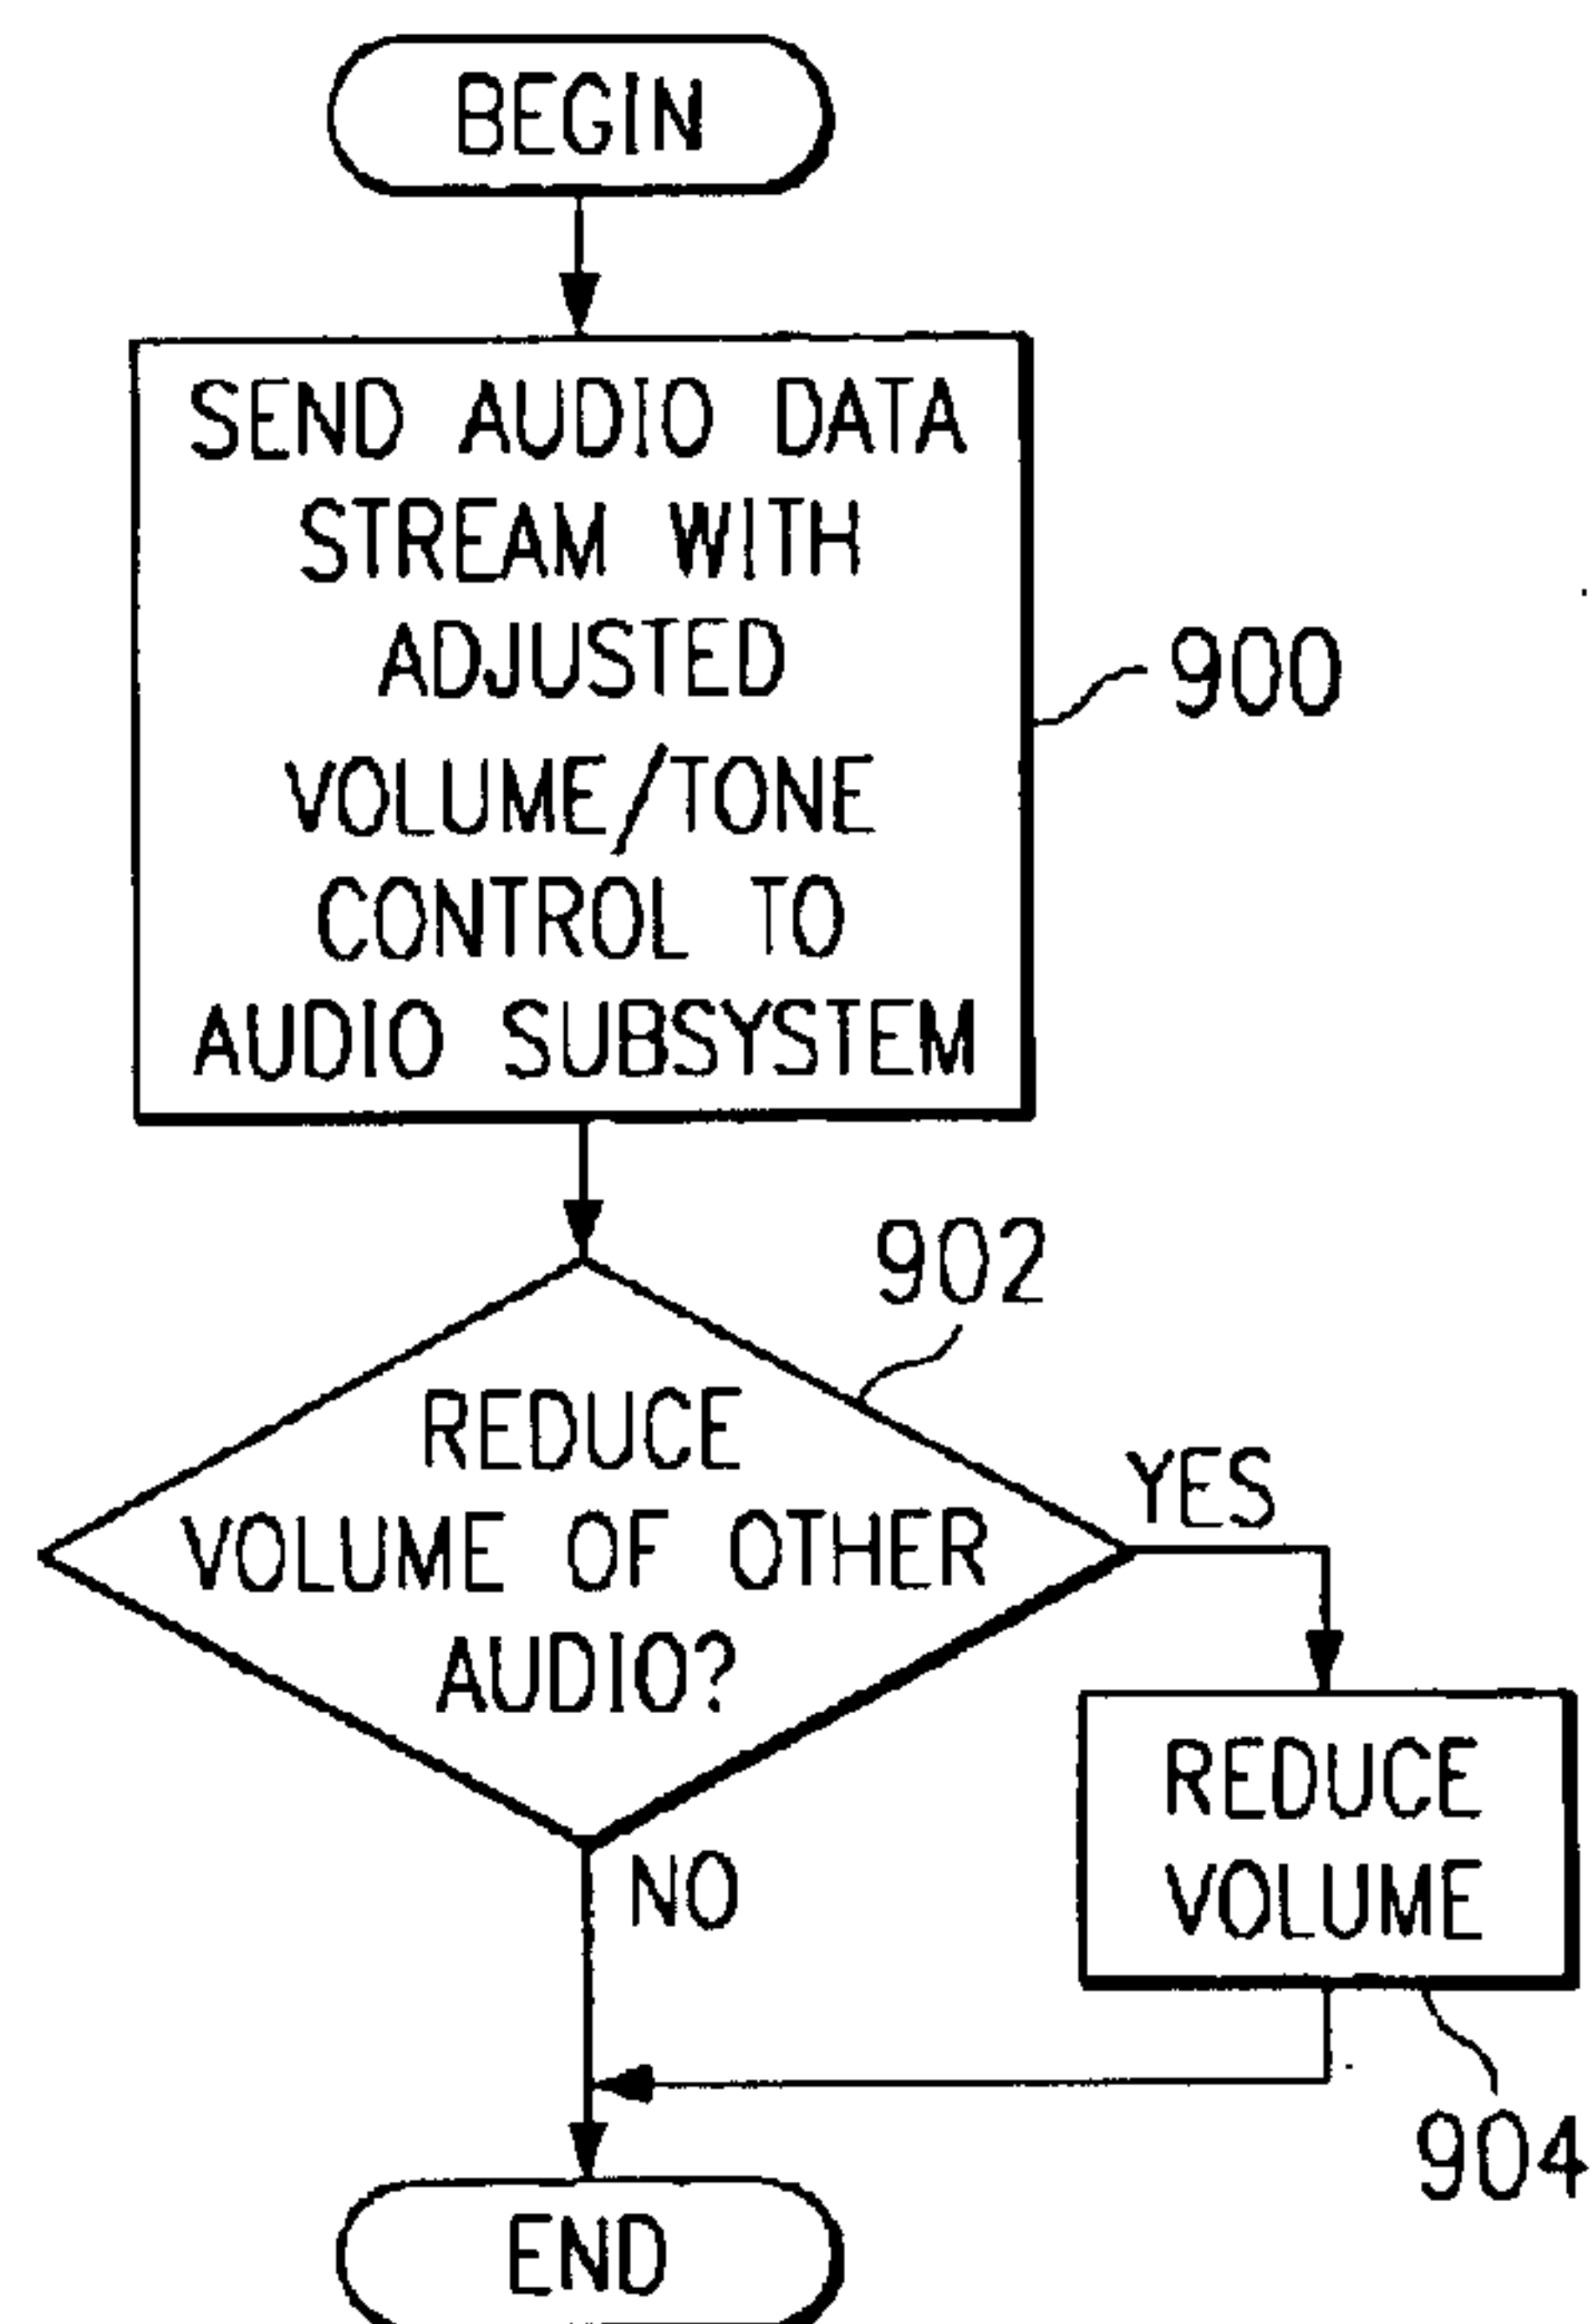 BEGIN
SEND AUDIO DATA
STREAM WITH
ADJUSTED
VOLUME/TONE
CONTROL TO
AUDIO SUBSYSTEM
900
902
REDUCE
VOLUME OF OTHER
AUDIO?
YES
REDUCE
VOLUME
NO
904
END